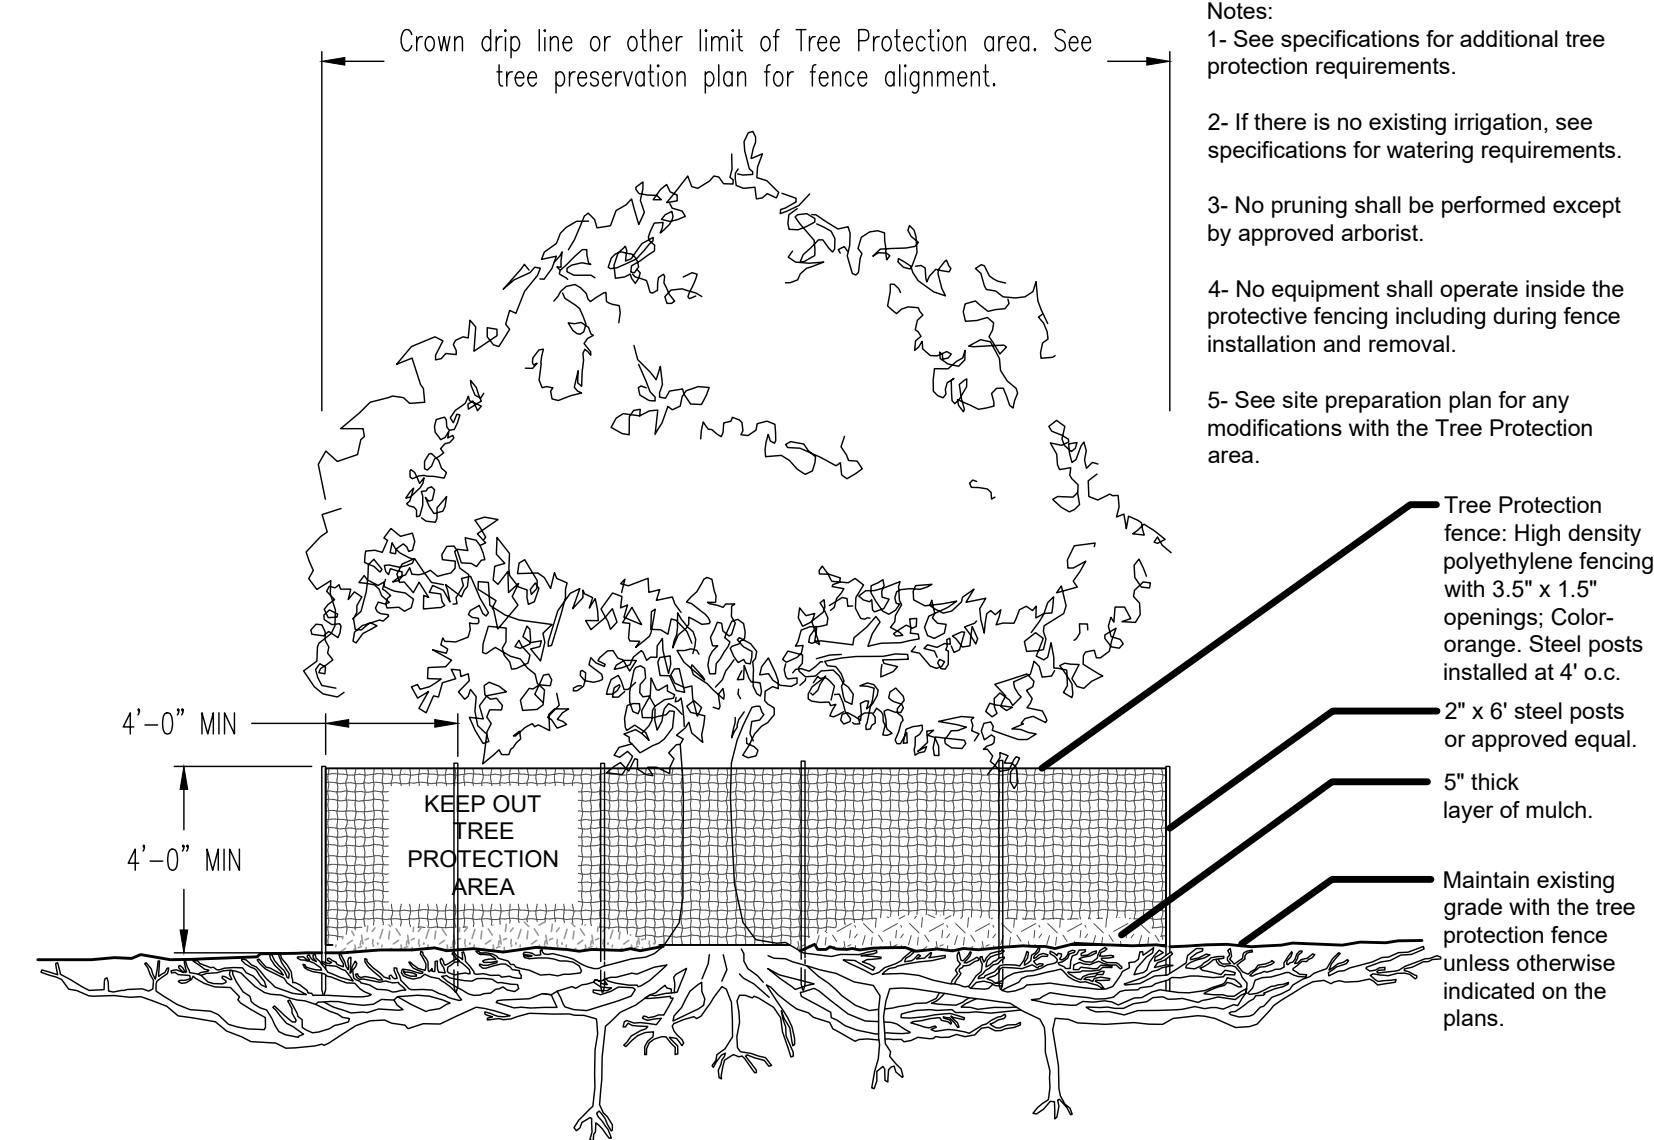 Crown drip line or other limit of Tree Protection area. See
tree preservation plan for fence alignment.
Notes:
1- See specifications for additional tree
protection requirements.
2- If there is no existing irrigation, see
specifications for watering requirements.
3- No pruning shall be performed except
by approved arborist.
4- No equipment shall operate inside the
protective fencing including during fence
installation and removal.
5- See site preparation plan for any
modifications with the Tree Protection
area.
Tree Protection
fence: High density
polyethylene fencing
with 3.5" x 1.5"
openings; Color-
orange. Steel posts
installed at 4' o.c.
2" x 6' steel posts
or approved equal.
5" thick
layer of mulch.
Maintain existing
grade with the tree
protection fence
unless otherwise
indicated on the
plans.
4'-0" MIN
4'-0" MIN
KEEP OUT
TREE
PROTECTION
AREA